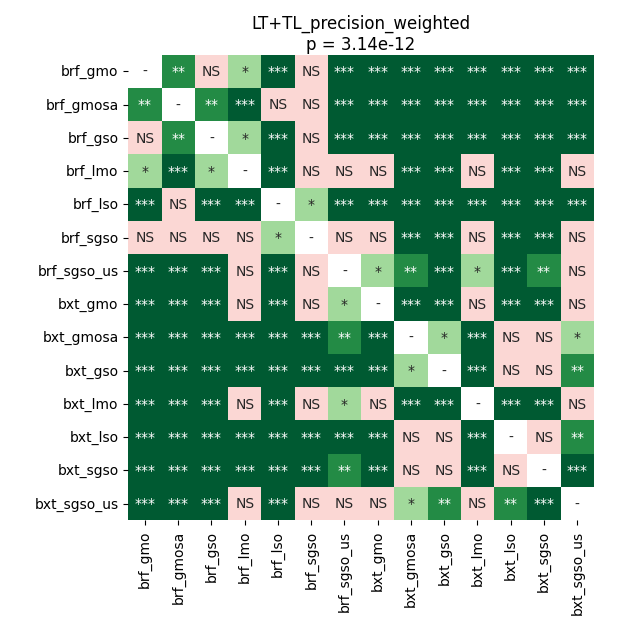 LT+TL_precision_weighted
p = 3.14e-12
brf_gmo - ** NS * *** NS *** *** *** *** *** *** *** ***
brf_gmosa ** - ** *** NS NS *** *** *** *** *** *** *** ***
brf_gso NS ** - * *** NS *** *** *** *** *** *** *** ***
brf_lmo * *** * - *** NS NS NS *** *** NS *** *** NS
brf_lso *** NS *** *** - * *** *** *** *** *** *** *** ***
brf_sgso NS NS NS NS * - NS NS *** *** NS *** *** NS
brf_sgso_us *** *** *** NS *** NS - * ** *** * *** ** NS
bxt_gmo *** *** *** NS *** NS * - *** *** NS *** *** NS
bxt_gmosa *** *** *** *** *** *** ** *** - * *** NS NS *
bxt_gso *** *** *** *** *** *** *** *** * - *** NS NS **
bxt_lmo *** *** *** NS *** NS * NS *** *** - *** *** NS
bxt_lso *** *** *** *** *** *** *** *** NS NS *** - NS **
bxt_sgso *** *** *** *** *** *** ** *** NS NS *** NS - ***
bxt_sgso_us *** *** *** NS *** NS NS NS * ** NS ** *** -
brf_gmo brf_gmosa brf_gso brf_lmo brf_lso brf_sgso brf_sgso_us bxt_gmo bxt_gmosa bxt_gso bxt_lmo bxt_lso bxt_sgso bxt_sgso_us